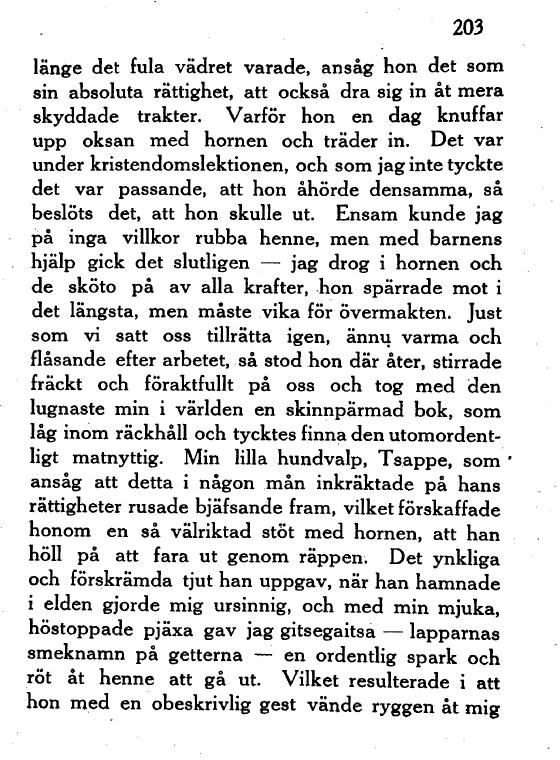 203
länge det fula vädret varade, ansåg hon det som
sin absoluta rättighet, att också dra sig in åt mera
skyddade trakter. Varför hon en dag knuffar
upp oksan med hornen och träder in. Det var
under kristendomslektionen, och som jag inte tyckte
det var passande, att hon åhörde densamma, så
beslöts det, att hon skulle ut. Ensam kunde jag
på inga villkor rubba henne, men med barnens
hjälp gick det slutligen — jag drog i hornen och
de sköto på av alla krafter, hon spärrade mot i
det längsta, men måste vika för övermakten. Just
som vi satt oss tillrätta igen, ännu varma och
flåsande efter arbetet, så stod hon där åter, stirrade
fräckt och föraktfullt på oss och tog med den
lugnaste min i världen en skinnpärmad bok, som
låg inom räckhåll och tycktes finna den utomordent-
ligt matnyttig. Min lilla hundvalp, Tsappe, som
ansåg att detta i någon mån inkräktade på hans
rättigheter rusade bjäfsande fram, vilket förskaffade
honom en så välriktad stöt med hornen, att han
höll på att fara ut genom räppen. Det ynkliga
och förskrämda tjut han uppgav, när han hamnade
i elden gjorde mig ursinnig, och med min mjuka,
höstoppade pjäxa gav jag gitsegaitsa — lapparnas
smeknamn på getterna — en ordentlig spark och
röt åt henne att gå ut. Vilket resulterade i att
hon med en obeskrivlig gest vände ryggen åt mig